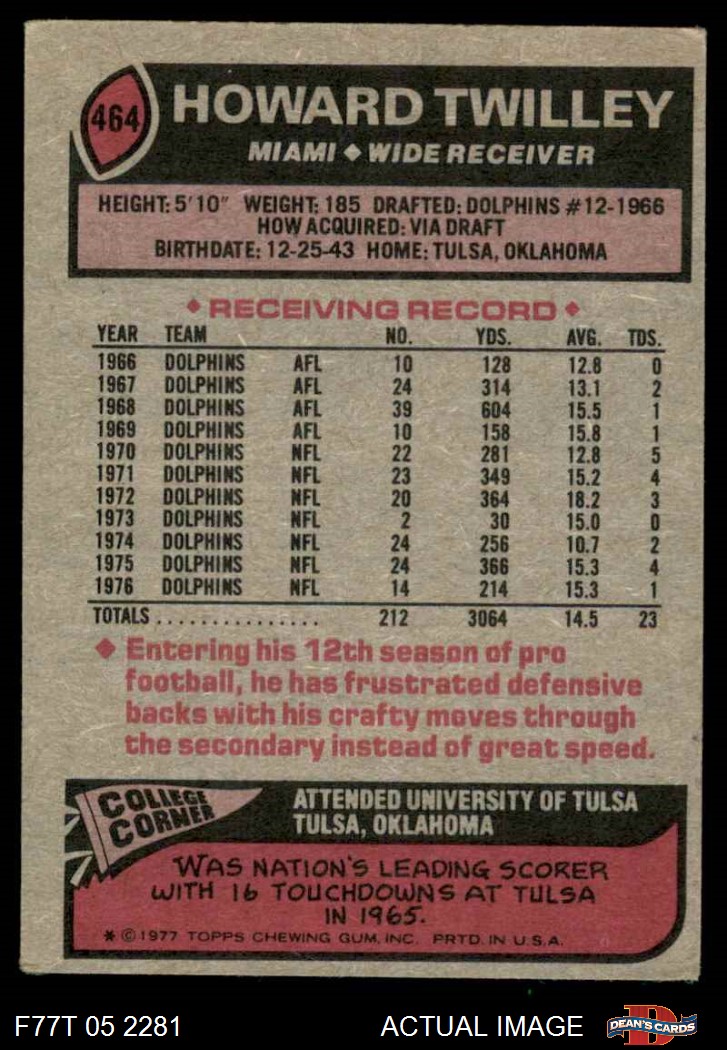 464
HOWARD TWILLEY
MIAMI ◆ WIDE RECEIVER
HEIGHT: 5'10" WEIGHT: 185 DRAFTED: DOLPHINS #12-1966
HOW ACQUIRED: VIA DRAFT
BIRTHDATE: 12-25-43 HOME: TULSA, OKLAHOMA
◆ RECEIVING RECORD ◆
YEAR TEAM NO. YDS. AVG. TDS.
1966 DOLPHINS AFL 10 128 12.8 0
1967 DOLPHINS AFL 24 314 13.1 2
1968 DOLPHINS AFL 39 604 15.5 1
1969 DOLPHINS AFL 10 158 15.8 1
1970 DOLPHINS NFL 22 281 12.8 5
1971 DOLPHINS NFL 23 349 15.2 4
1972 DOLPHINS NFL 20 364 18.2 3
1973 DOLPHINS NFL 2 30 15.0 0
1974 DOLPHINS NFL 24 256 10.7 2
1975 DOLPHINS NFL 24 366 15.3 4
1976 DOLPHINS NFL 14 214 15.3 1
TOTALS............... 212 3064 14.5 23
◆ Entering his 12th season of pro
football, he has frustrated defensive
backs with his crafty moves through
the secondary instead of great speed.
COLLEGE
CORNER
ATTENDED UNIVERSITY OF TULSA
TULSA, OKLAHOMA
WAS NATION'S LEADING SCORER
WITH 16 TOUCHDOWNS AT TULSA
IN 1965.
* © 1977 TOPPS CHEWING GUM, INC. PRTD. IN U.S.A.
F77T 05 2281
ACTUAL IMAGE
D
DEAN'S CARDS